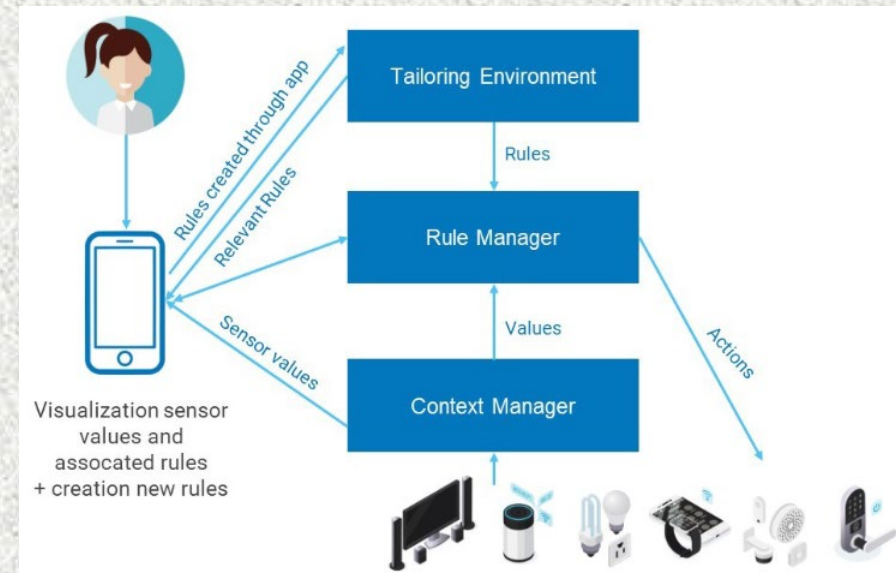 Tailoring Environment
Rules created through app
Relevant Rules
Rules
Rule Manager
Sensor values
Values
Actions
Context Manager
Visualization sensor
values and
assocated rules
+ creation new rules